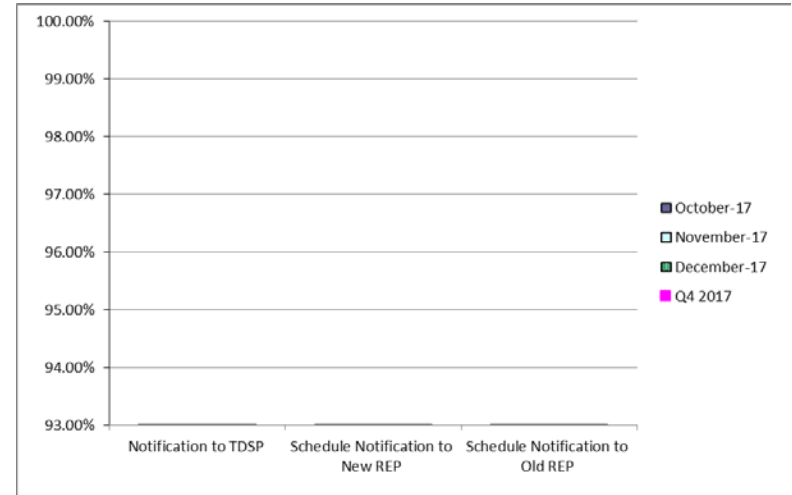 100.00%
99.00%
98.00%
97.00%
96.00%
95.00%
94.00%
93.00%
Notification to TDSP
Schedule Notification to
New REP
Schedule Notification to
Old REP
October-17
November-17
December-17
Q4 2017